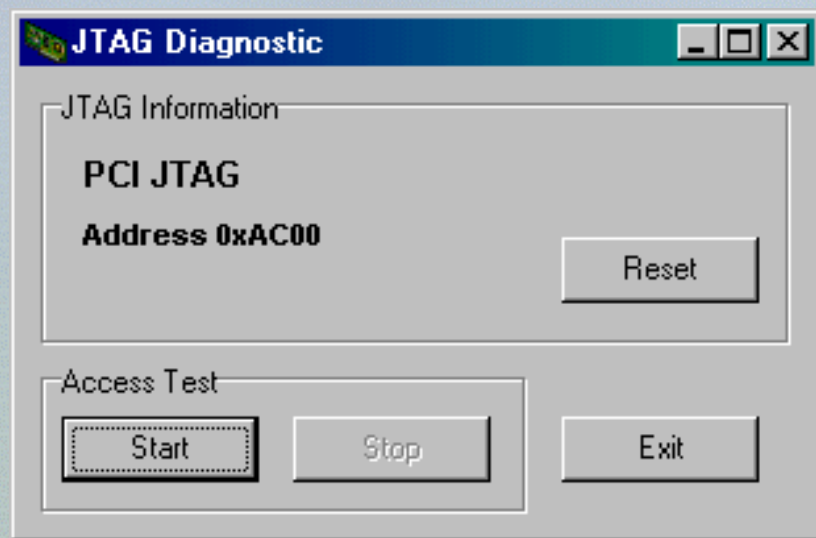 JTAG Diagnostic
JTAG Information
PCI JTAG
Address 0xAC00
Reset
Access Test
Start
Stop
Exit